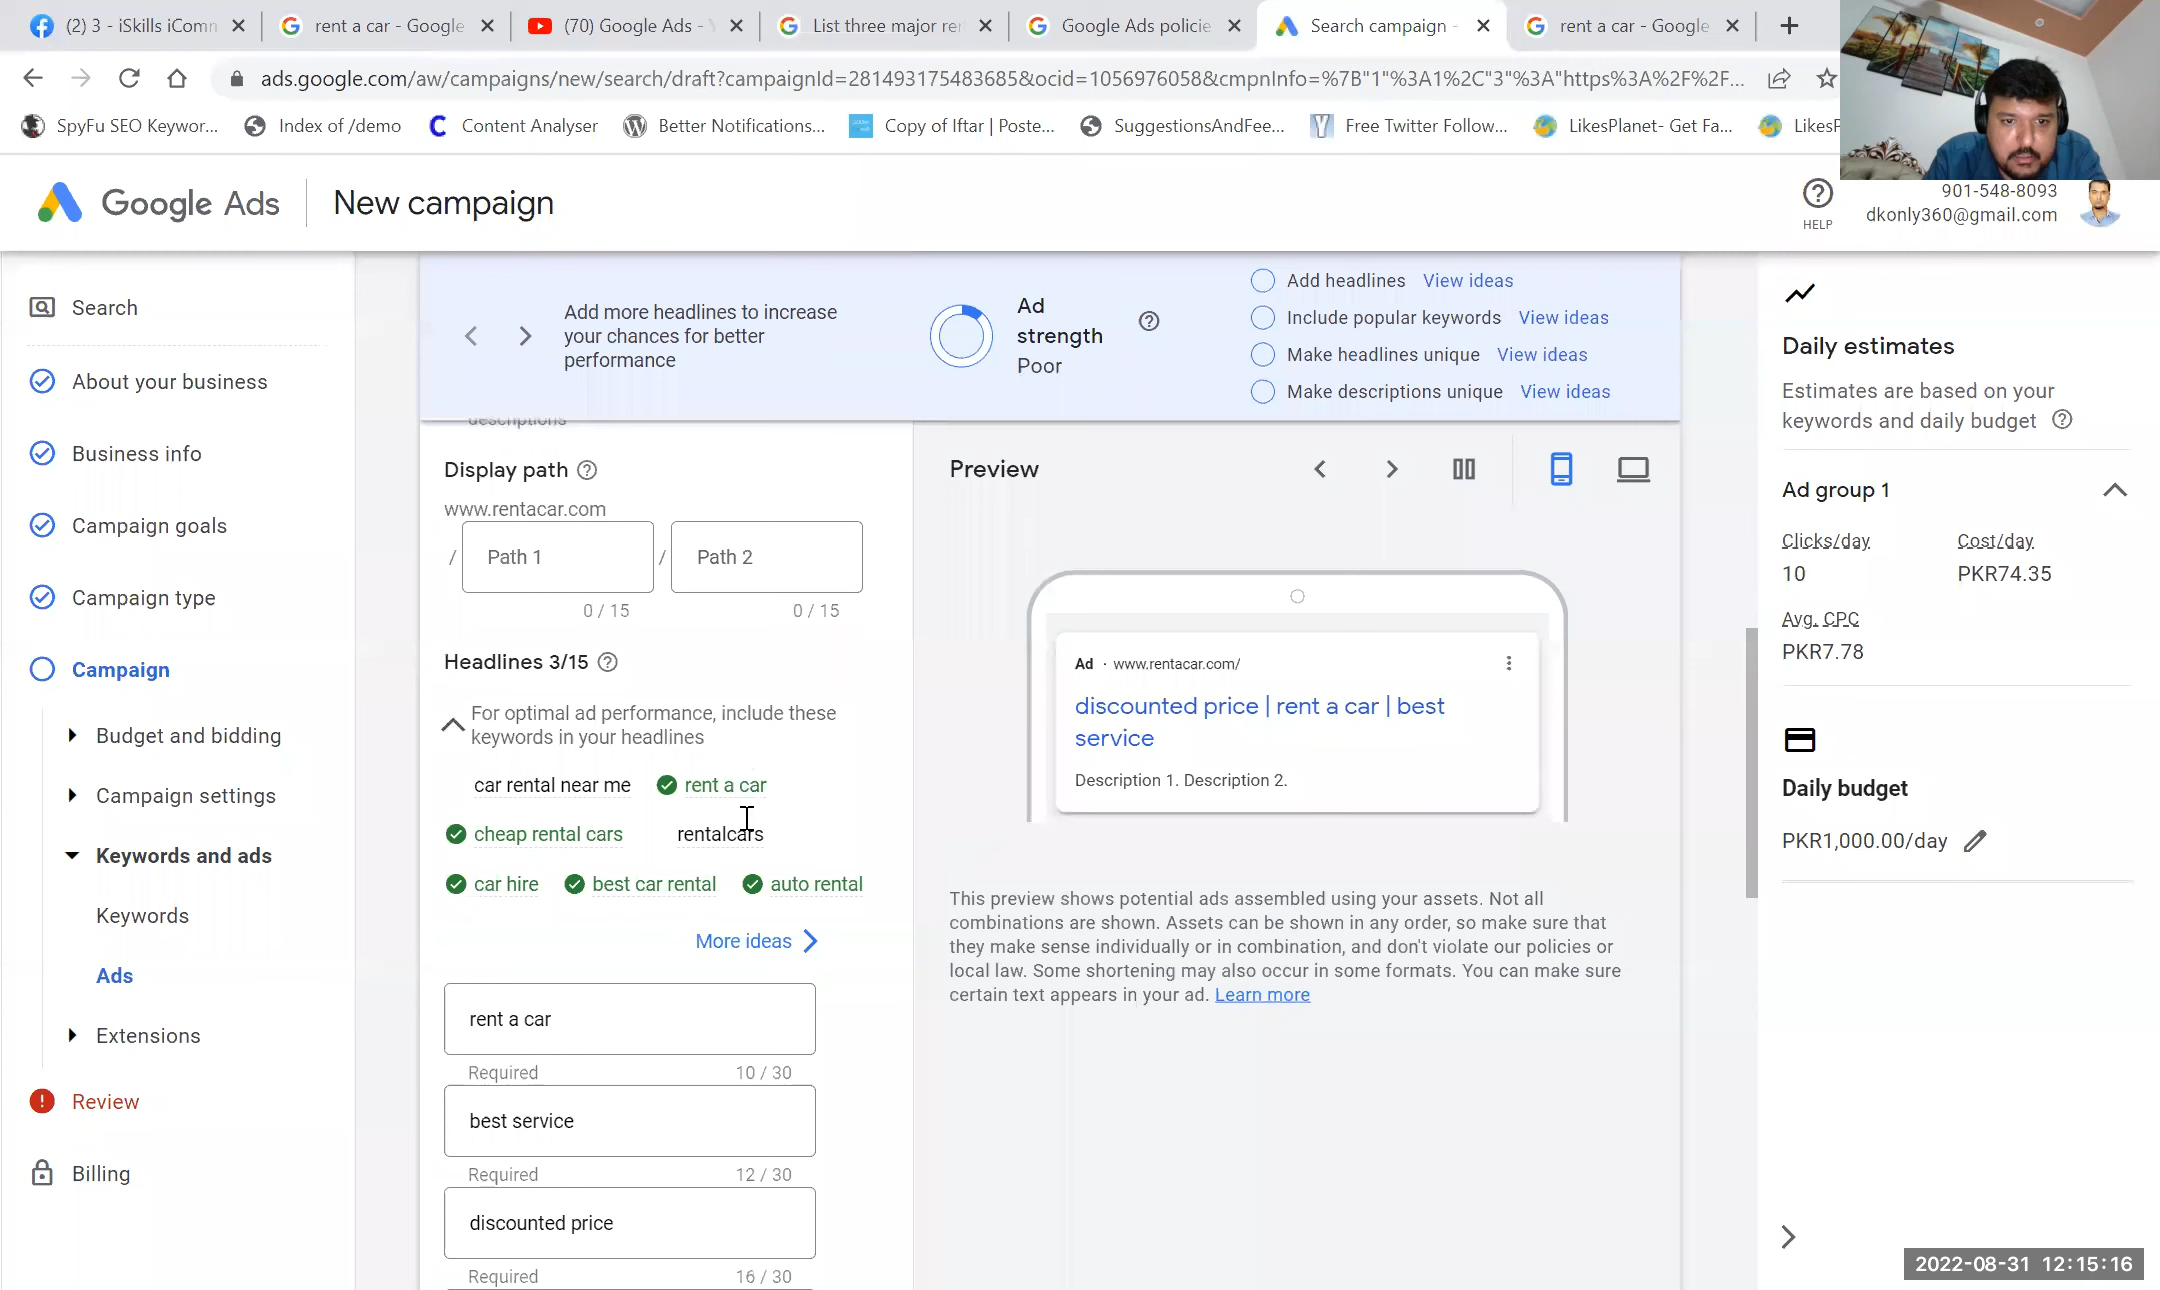 (2) 3 - iSkills iComm
rent a car - Google
(70) Google Ads -
List three major ren
Google Ads policie
Search campaign -
rent a car - Google
ads.google.com/aw/campaigns/new/search/draft?campaignId=281493175483685&ocid=1056976058&cmpnInfo=%7B"1"%3A1%2C"3"%3A"https%3A%2F%2F...
SpyFu SEO Keywor...
Index of /demo
Content Analyser
Better Notifications...
Copy of Iftar | Poste...
SuggestionsAndFee...
Free Twitter Follow...
LikesPlanet- Get Fa...
LikesP
Google Ads
New campaign
HELP
901-548-8093
dkonly360@gmail.com
Search
About your business
Business info
Campaign goals
Campaign type
Campaign
Budget and bidding
Campaign settings
Keywords and ads
Keywords
Ads
Extensions
Review
Billing
Add more headlines to increase
your chances for better
performance
Ad
strength
Poor
Add headlines View ideas
Include popular keywords View ideas
Make headlines unique View ideas
Make descriptions unique View ideas
descriptions
Display path
www.rentacar.com
/ Path 1 / Path 2
0 / 15 0 / 15
Headlines 3/15
For optimal ad performance, include these
keywords in your headlines
car rental near me rent a car
cheap rental cars rentalcars
car hire best car rental auto rental
More ideas
rent a car
Required 10 / 30
best service
Required 12 / 30
discounted price
Required 16 / 30
Preview
Ad · www.rentacar.com/
discounted price | rent a car | best
service
Description 1. Description 2.
This preview shows potential ads assembled using your assets. Not all
combinations are shown. Assets can be shown in any order, so make sure that
they make sense individually or in combination, and don't violate our policies or
local law. Some shortening may also occur in some formats. You can make sure
certain text appears in your ad. Learn more
Daily estimates
Estimates are based on your
keywords and daily budget
Ad group 1
Clicks/day Cost/day
10 PKR74.35
Avg. CPC
PKR7.78
Daily budget
PKR1,000.00/day
2022-08-31 12:15:16